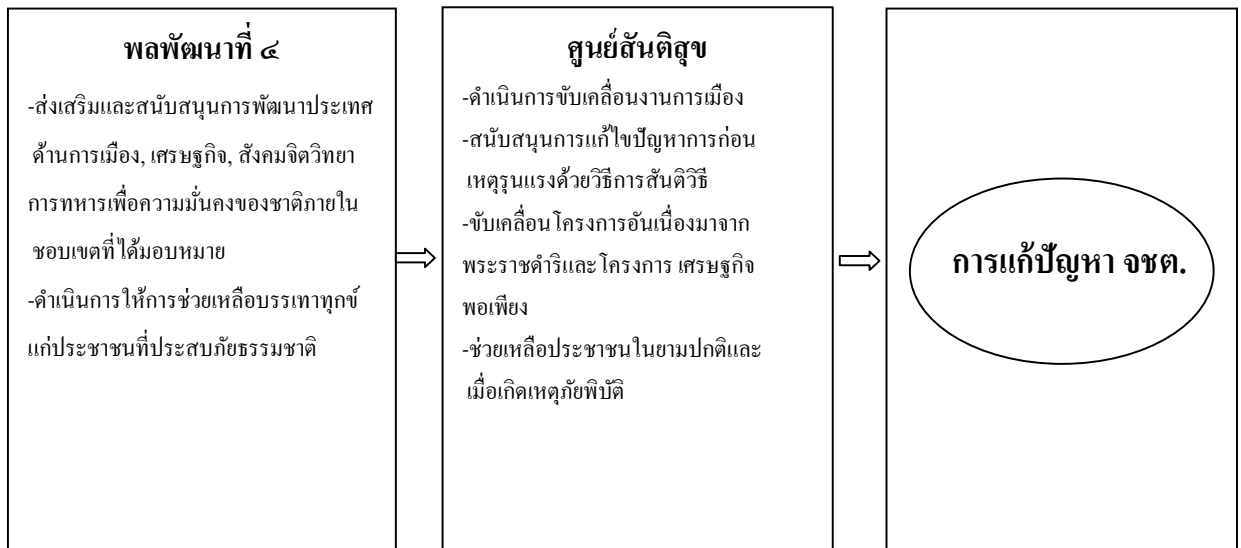 พลพัฒนาที่ ๔
-ส่งเสริมและสนับสนุนการพัฒนาประเทศ
ด้านการเมือง, เศรษฐกิจ, สังคมจิตวิทยา
การทหารเพื่อความมั่นคงของชาติภายใน
ชอบเขตที่ได้มอบหมาย
-ดำเนินการให้การช่วยเหลือบรรเทาทุกข์
แก่ประชาชนที่ประสบภัยธรรมชาติ
ศูนย์สันติสุข
-ดำเนินการขับเคลื่อนงานการเมือง
-สนับสนุนการแก้ไขปัญหาการก่อน
เหตุรุนแรงด้วยวิธีการสันติวิธี
-ขับเคลื่อนโครงการอันเนื่องมาจาก
พระราชดำริและโครงการ เศรษฐกิจ
พอเพียง
-ช่วยเหลือประชาชนในยามปกติและ
เมื่อเกิดเหตุภัยพิบัติ
การแก้ปัญหา จชต.